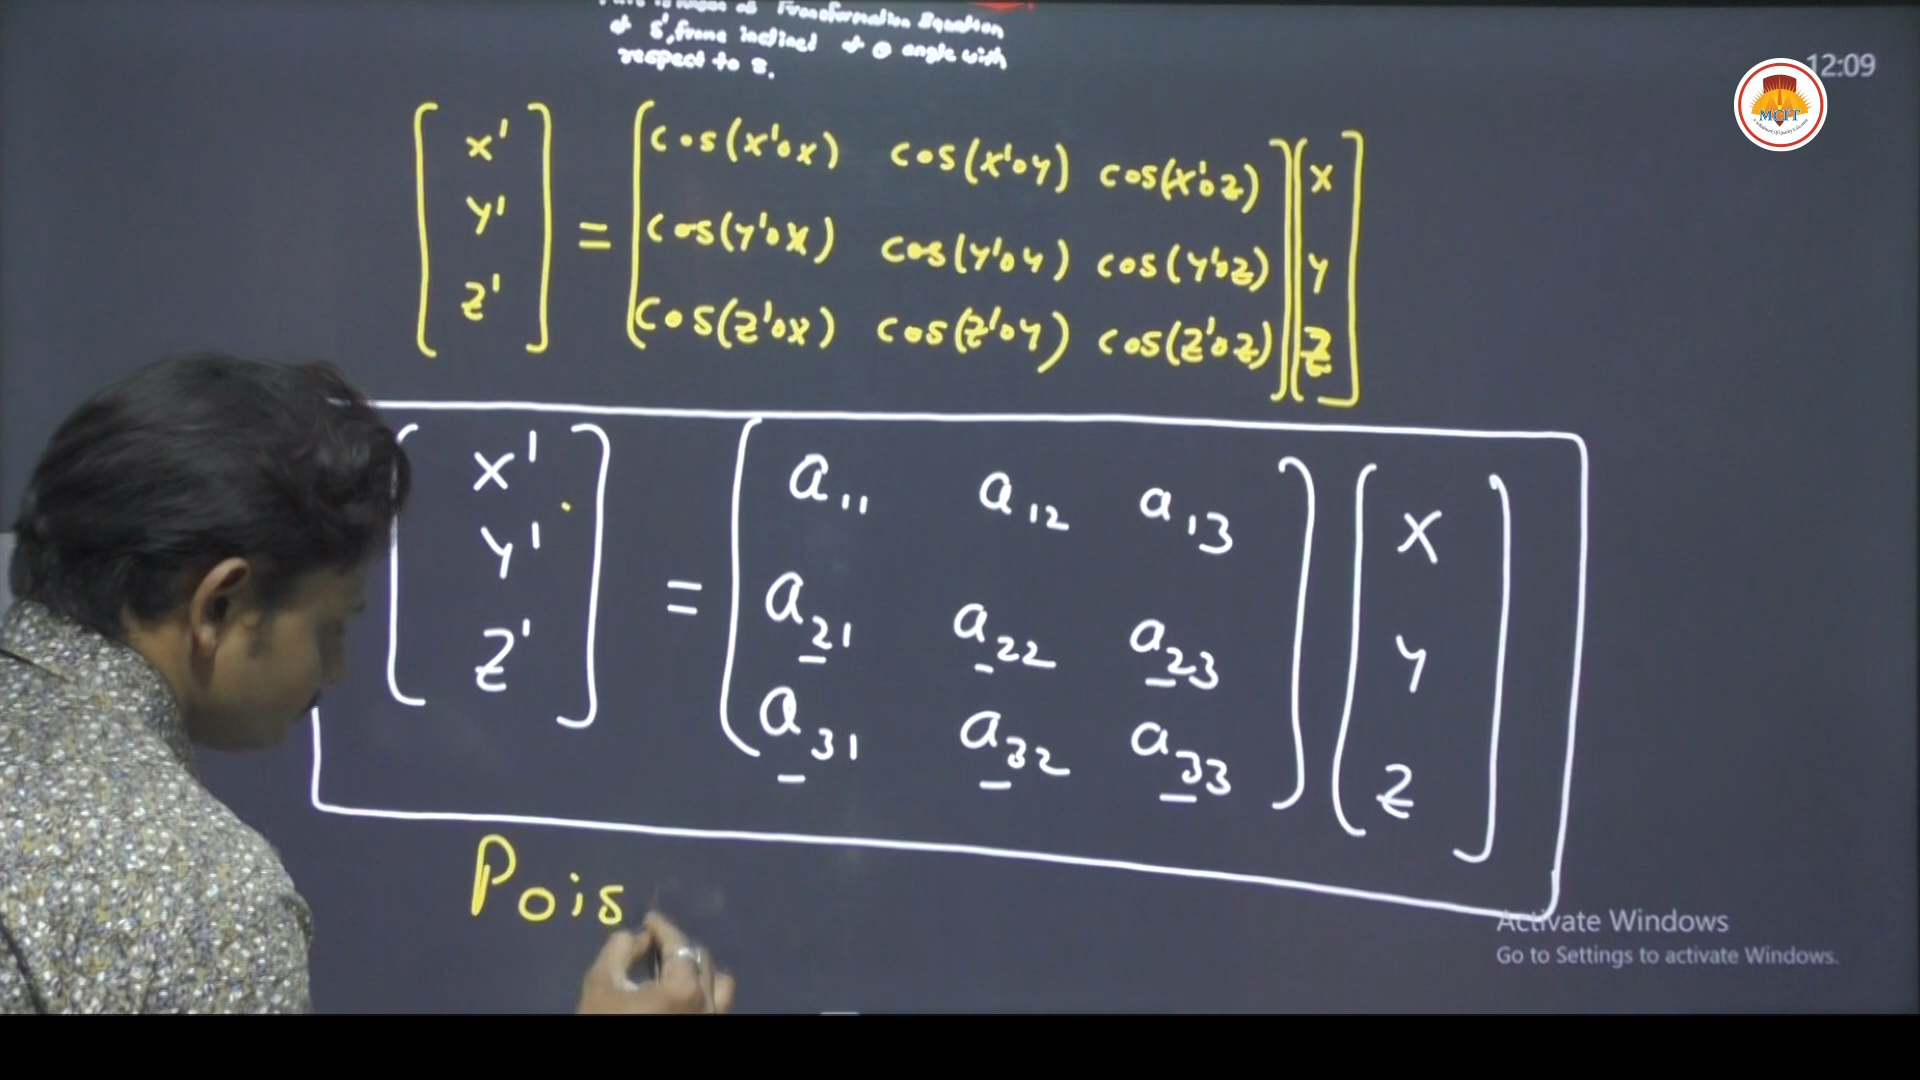 of Transformation Equation
of S', frame inclined at θ angle with
respect to s.
12:09
MCPT
[x' y' z'] = [cos(x'ox) cos(x'oy) cos(x'oz)] [x
cos(y'ox) cos(y'oy) cos(y'oz) y
cos(z'ox) cos(z'oy) cos(z'oz) z]
[x' y' z'] = [a11 a12 a13] [x
a21 a22 a23 y
a31 a32 a33 z]
Pois
Activate Windows
Go to Settings to activate Windows.